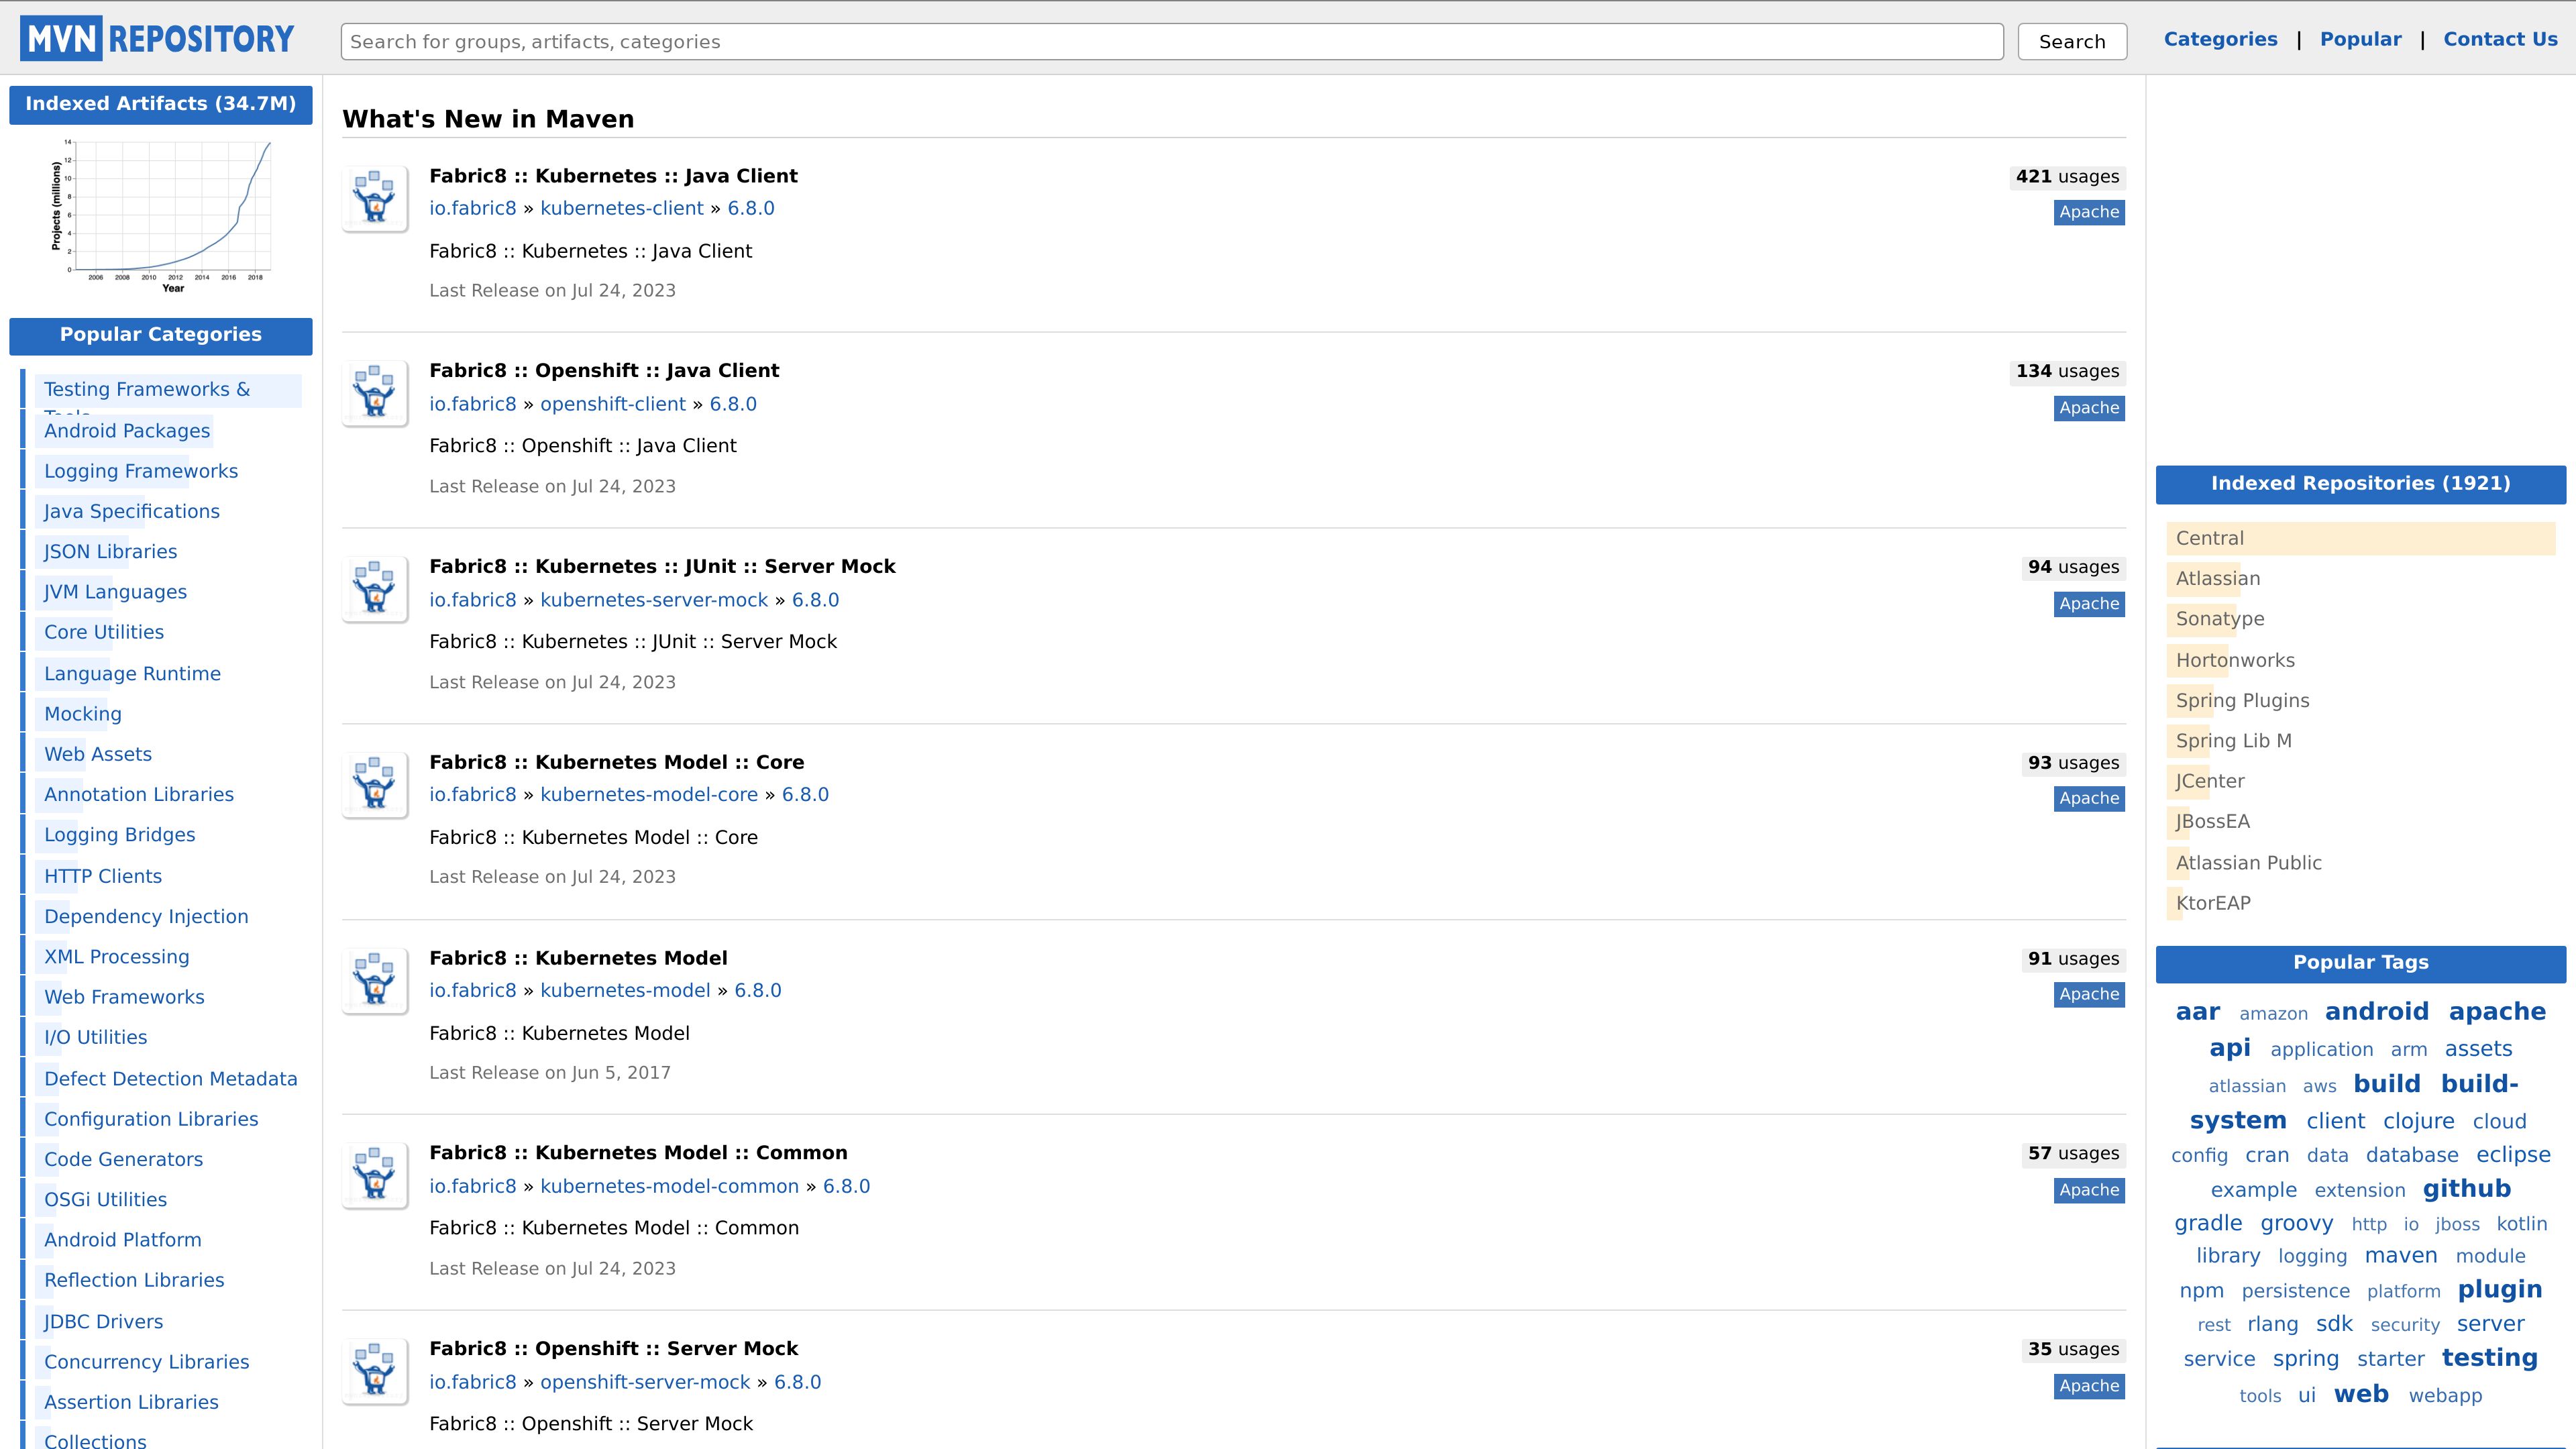 MVN REPOSITORY
Search for groups, artifacts, categories
Search
Categories | Popular | Contact Us
Indexed Artifacts (34.7M)
Projects (millions)
14
12
10
8
6
4
2
0
2006 2008 2010 2012 2014 2016 2018
Year
Popular Categories
Testing Frameworks &
Tools
Android Packages
Logging Frameworks
Java Specifications
JSON Libraries
JVM Languages
Core Utilities
Language Runtime
Mocking
Web Assets
Annotation Libraries
Logging Bridges
HTTP Clients
Dependency Injection
XML Processing
Web Frameworks
I/O Utilities
Defect Detection Metadata
Configuration Libraries
Code Generators
OSGi Utilities
Android Platform
Reflection Libraries
JDBC Drivers
Concurrency Libraries
Assertion Libraries
Collections
What's New in Maven
Fabric8 :: Kubernetes :: Java Client
421 usages
io.fabric8 » kubernetes-client » 6.8.0
Apache
Fabric8 :: Kubernetes :: Java Client
Last Release on Jul 24, 2023
Fabric8 :: Openshift :: Java Client
134 usages
io.fabric8 » openshift-client » 6.8.0
Apache
Fabric8 :: Openshift :: Java Client
Last Release on Jul 24, 2023
Fabric8 :: Kubernetes :: JUnit :: Server Mock
94 usages
io.fabric8 » kubernetes-server-mock » 6.8.0
Apache
Fabric8 :: Kubernetes :: JUnit :: Server Mock
Last Release on Jul 24, 2023
Fabric8 :: Kubernetes Model :: Core
93 usages
io.fabric8 » kubernetes-model-core » 6.8.0
Apache
Fabric8 :: Kubernetes Model :: Core
Last Release on Jul 24, 2023
Fabric8 :: Kubernetes Model
91 usages
io.fabric8 » kubernetes-model » 6.8.0
Apache
Fabric8 :: Kubernetes Model
Last Release on Jun 5, 2017
Fabric8 :: Kubernetes Model :: Common
57 usages
io.fabric8 » kubernetes-model-common » 6.8.0
Apache
Fabric8 :: Kubernetes Model :: Common
Last Release on Jul 24, 2023
Fabric8 :: Openshift :: Server Mock
35 usages
io.fabric8 » openshift-server-mock » 6.8.0
Apache
Fabric8 :: Openshift :: Server Mock
Indexed Repositories (1921)
Central
Atlassian
Sonatype
Hortonworks
Spring Plugins
Spring Lib M
JCenter
JBossEA
Atlassian Public
KtorEAP
Popular Tags
aar amazon android apache
api application arm assets
atlassian aws build build-
system client clojure cloud
config cran data database eclipse
example extension github
gradle groovy http io jboss kotlin
library logging maven module
npm persistence platform plugin
rest rlang sdk security server
service spring starter testing
tools ui web webapp